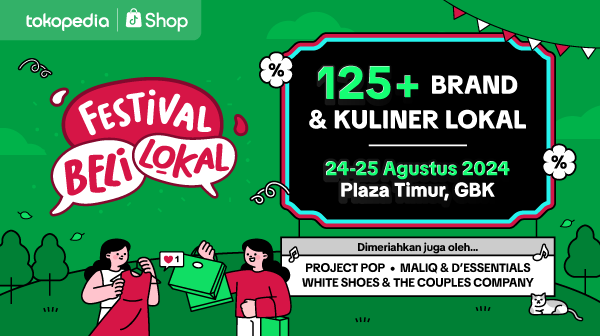 tokopedia | Shop
FESTIVAL
BELI LOKAL
125+ BRAND
& KULINER LOKAL
24-25 Agustus 2024
Plaza Timur, GBK
Dimeriahkan juga oleh...
PROJECT POP • MALIQ & D'ESSENTIALS
WHITE SHOES & THE COUPLES COMPANY
%
%
1